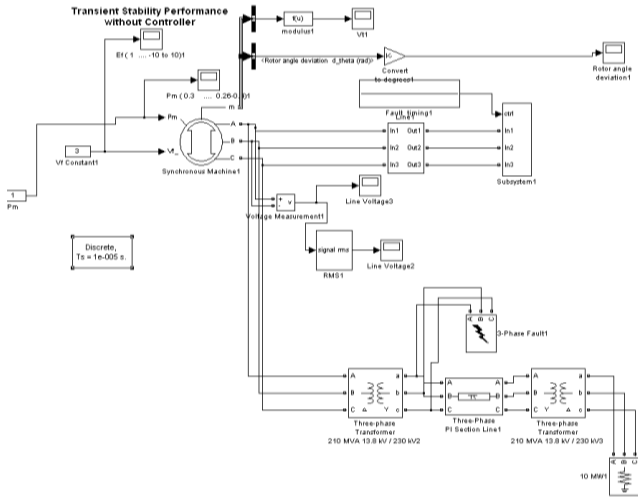 Transient Stability Performance
without Controller
f(u)
modulus1
Vt1
Ef ( 1 .... -10 to 10)1
<Rotor angle deviation d_theta (rad)>
Convert
to degrees1
Rotor angle
deviation1
Pm ( 0.3 .... 0.26-0.
m
Fault_timing1
Line1
ctrl
Pm
A
In1 Out1
In1
3
Vf Constant1
Vf_
B
In2 Out2
In2
C
In3 Out3
In3
Synchronous Machine1
Subsystem1
1
Pm
+
-
v
Voltage Measurement1
Line Voltage3
Discrete,
Ts = 1e-005 s.
signal rms
RMS1
Line Voltage2
A B C
3-Phase Fault1
A a
A A
A a
B b
B B
B b
C c
C C
C c
Δ Y
Δ Y
Three-phase
Transformer
210 MVA 13.8 kV / 230 kV2
Three-Phase
PI Section Line1
Three-phase
Transformer
210 MVA 13.8 kV / 230 kV3
A B C
10 MW1